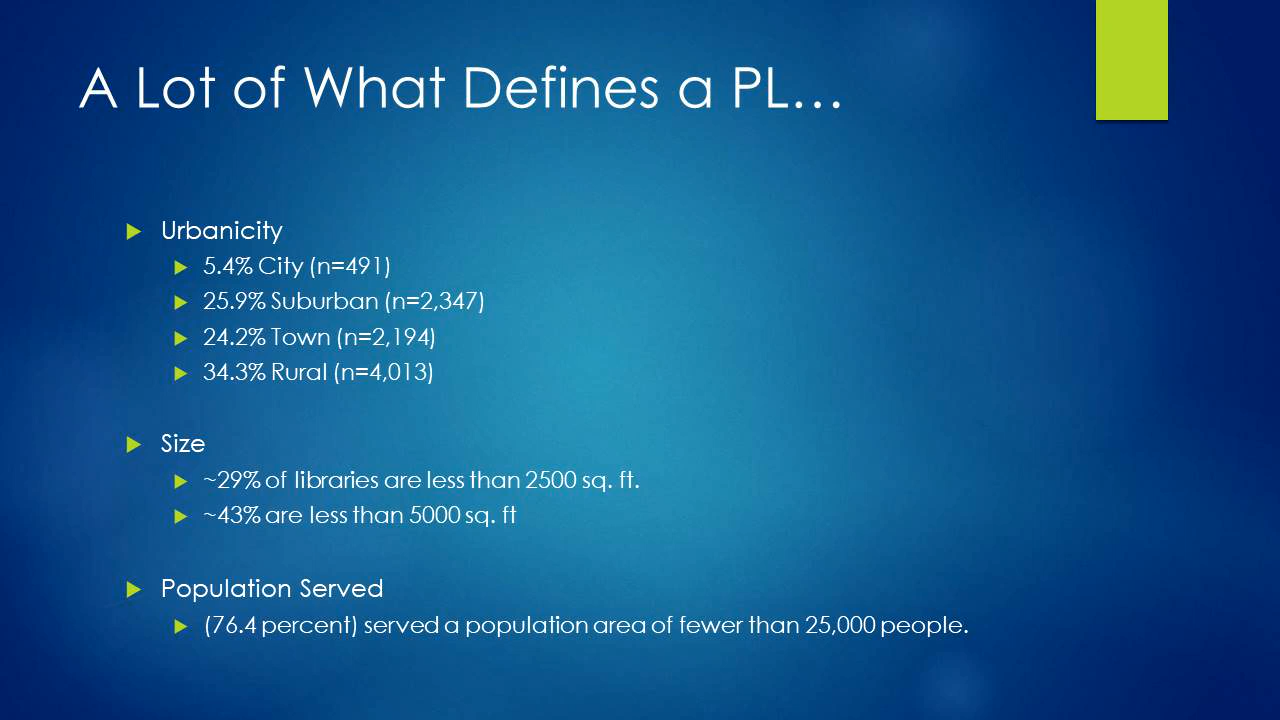 A Lot of What Defines a PL…
Urbanicity
5.4% City (n=491)
25.9% Suburban (n=2,347)
24.2% Town (n=2,194)
34.3% Rural (n=4,013)
Size
~29% of libraries are less than 2500 sq. ft.
~43% are less than 5000 sq. ft
Population Served
(76.4 percent) served a population area of fewer than 25,000 people.